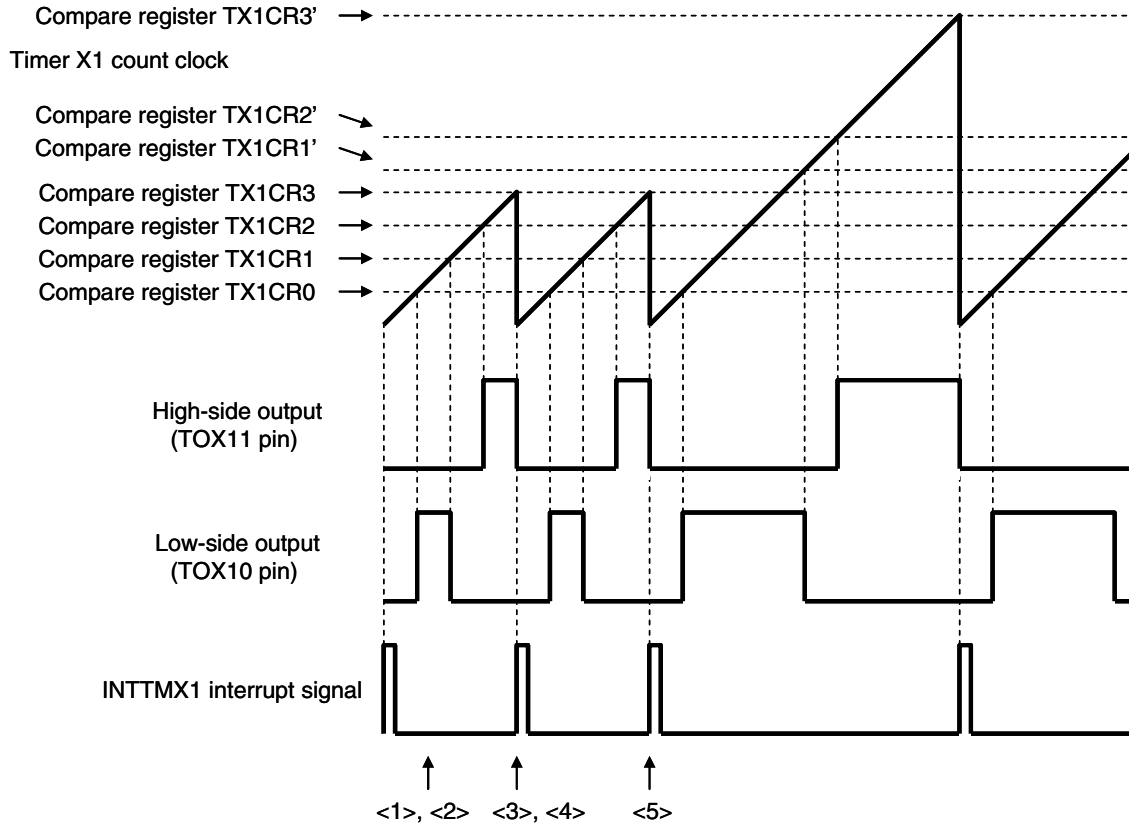 Compare register TX1CR3’
Timer X1 count clock
Compare register TX1CR2’
Compare register TX1CR1’
Compare register TX1CR3
Compare register TX1CR2
Compare register TX1CR1
Compare register TX1CR0
High-side output
(TOX11 pin)
Low-side output
(TOX10 pin)
INTTMX1 interrupt signal
<1>, <2> <3>, <4> <5>